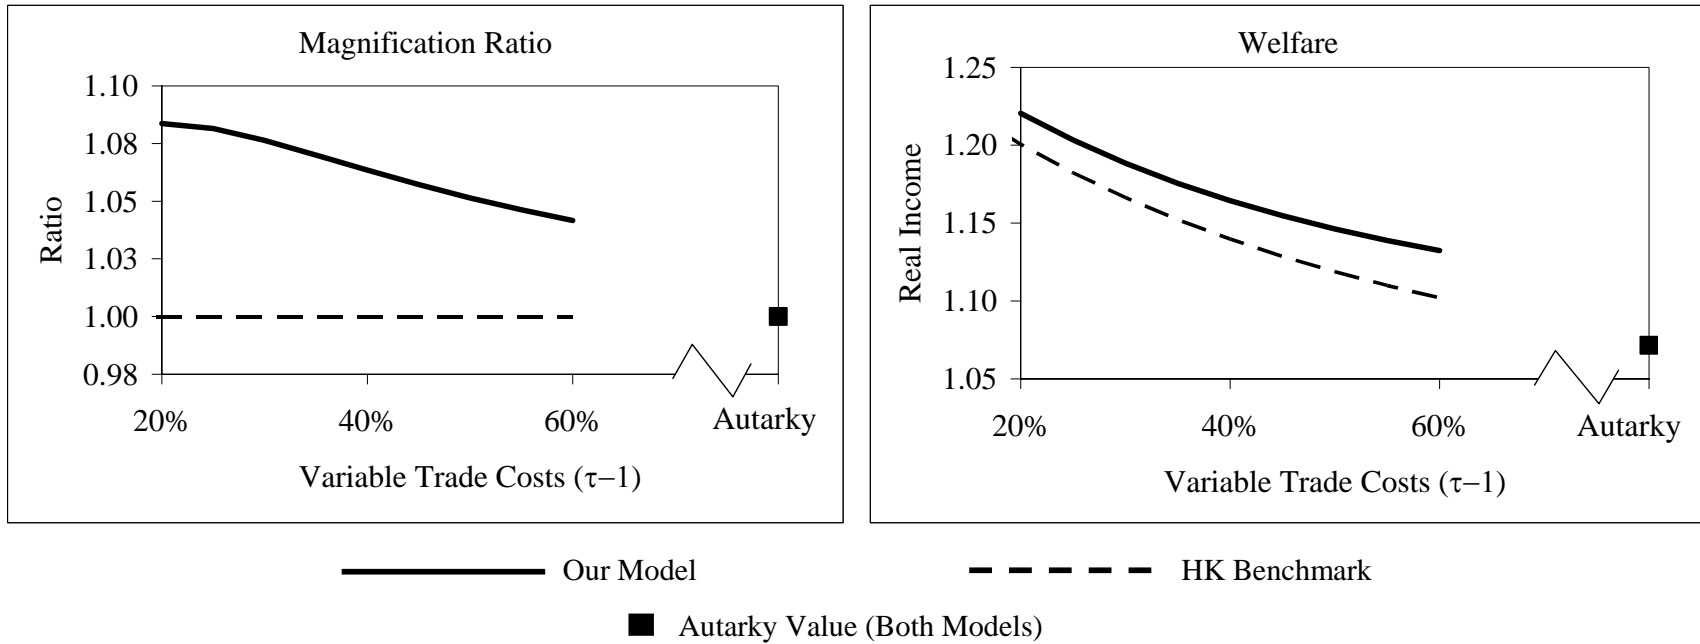 Magnification Ratio
1.10
1.08
1.05
1.03
1.00
0.98
Ratio
20%
40%
60%
Autarky
Variable Trade Costs (τ−1)
Welfare
1.25
1.20
1.15
1.10
1.05
Real Income
20%
40%
60%
Autarky
Variable Trade Costs (τ−1)
Our Model
HK Benchmark
Autarky Value (Both Models)